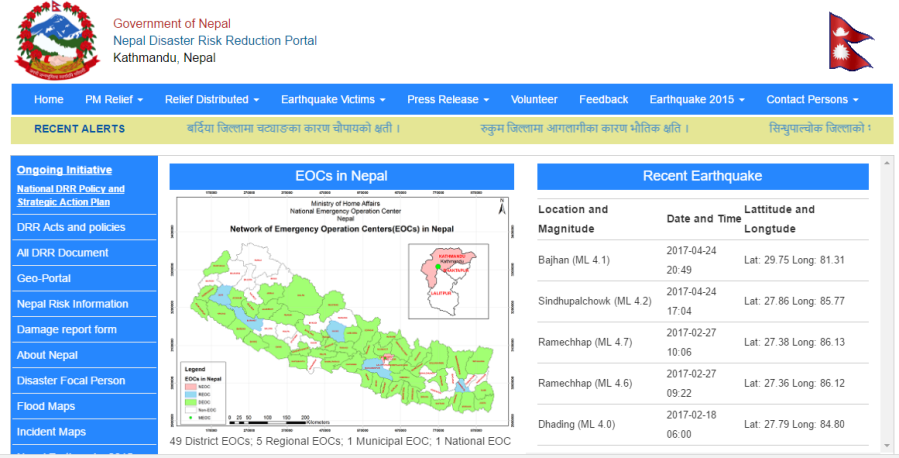 Government of Nepal
Nepal Disaster Risk Reduction Portal
Kathmandu, Nepal
Home PM Relief Relief Distributed Earthquake Victims Press Release Volunteer Feedback Earthquake 2015 Contact Persons
RECENT ALERTS बर्दिया जिल्लामा चट्याङका कारण चौपायको क्षती । रुकुम जिल्लामा आगलागीका कारण भौतिक क्षति । सिन्धुपाल्चोक जिल्लाको
Ongoing Initiative
National DRR Policy and
Strategic Action Plan
DRR Acts and policies
All DRR Document
Geo-Portal
Nepal Risk Information
Damage report form
About Nepal
Disaster Focal Person
Flood Maps
Incident Maps
EOCs in Nepal
Ministry of Home Affairs
National Emergency Operation Center
Nepal
Network of Emergency Operation Centers(EOCs) in Nepal
N
KATHMANDU
Kathmandu
LALITPUR
Legend
EOCs in Nepal
NEOC
REOC
DEOC
Non-EOC
MEOC
0 25 50 100 150 200
Kilometers
49 District EOCs; 5 Regional EOCs; 1 Municipal EOC; 1 National EOC
Recent Earthquake
Location and Magnitude Date and Time Lattitude and Longtude
Bajhan (ML 4.1) 2017-04-24 20:49 Lat: 29.75 Long: 81.31
Sindhupalchowk (ML 4.2) 2017-04-24 17:04 Lat: 27.86 Long: 85.77
Ramechhap (ML 4.7) 2017-02-27 10:06 Lat: 27.38 Long: 86.13
Ramechhap (ML 4.6) 2017-02-27 09:22 Lat: 27.36 Long: 86.12
Dhading (ML 4.0) 2017-02-18 06:00 Lat: 27.79 Long: 84.80